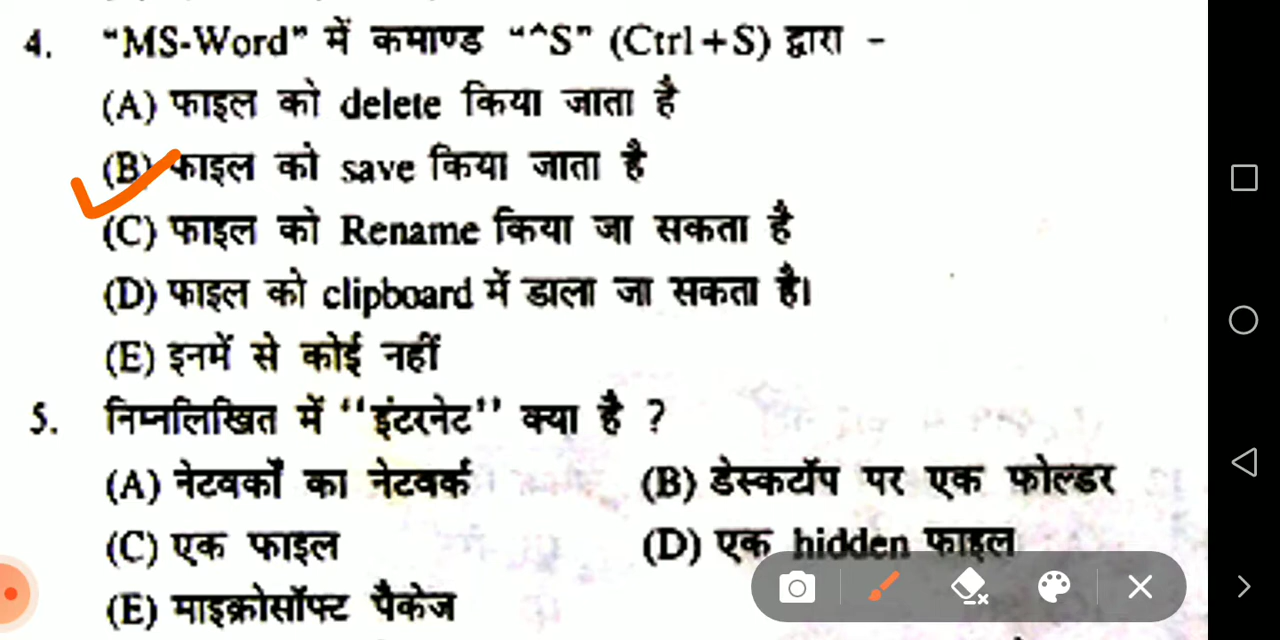 4. “MS-Word” में कमाण्ड “^S” (Ctrl+S) द्वारा -
(A) फाइल को delete किया जाता है
(B) फाइल को save किया जाता है
(C) फाइल को Rename किया जा सकता है
(D) फाइल को clipboard में डाला जा सकता है।
(E) इनमें से कोई नहीं
5. निम्नलिखित में ‘‘इंटरनेट’’ क्या है ?
(A) नेटवर्कों का नेटवर्क (B) डेस्कटॉप पर एक फोल्डर
(C) एक फाइल (D) एक hidden फाइल
(E) माइक्रोसॉफ्ट पैकेज